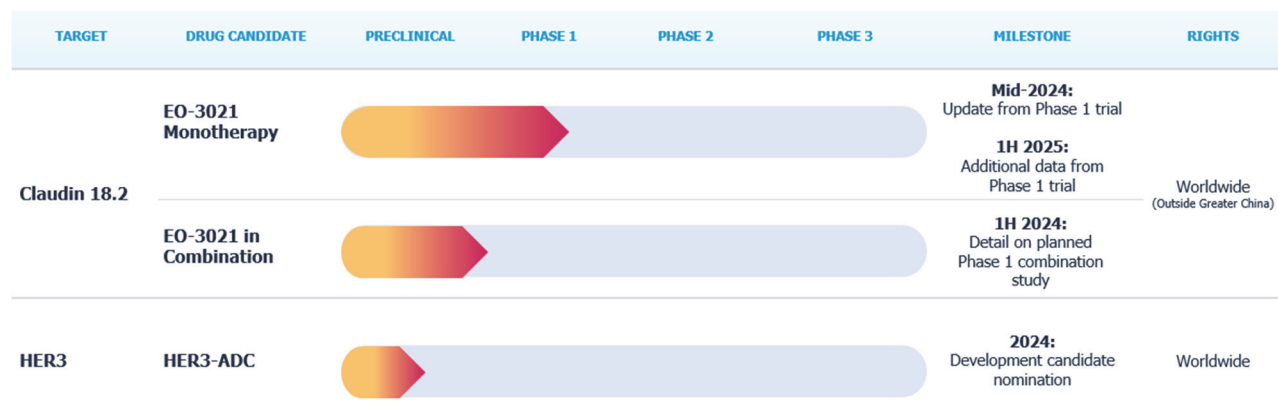 TARGET DRUG CANDIDATE PRECLINICAL PHASE 1 PHASE 2 PHASE 3 MILESTONE RIGHTS
Claudin 18.2
EO-3021
Monotherapy
Mid-2024:
Update from Phase 1 trial
1H 2025:
Additional data from
Phase 1 trial
EO-3021 in
Combination
1H 2024:
Detail on planned
Phase 1 combination
study
Worldwide
(Outside Greater China)
HER3
HER3-ADC
2024:
Development candidate
nomination
Worldwide